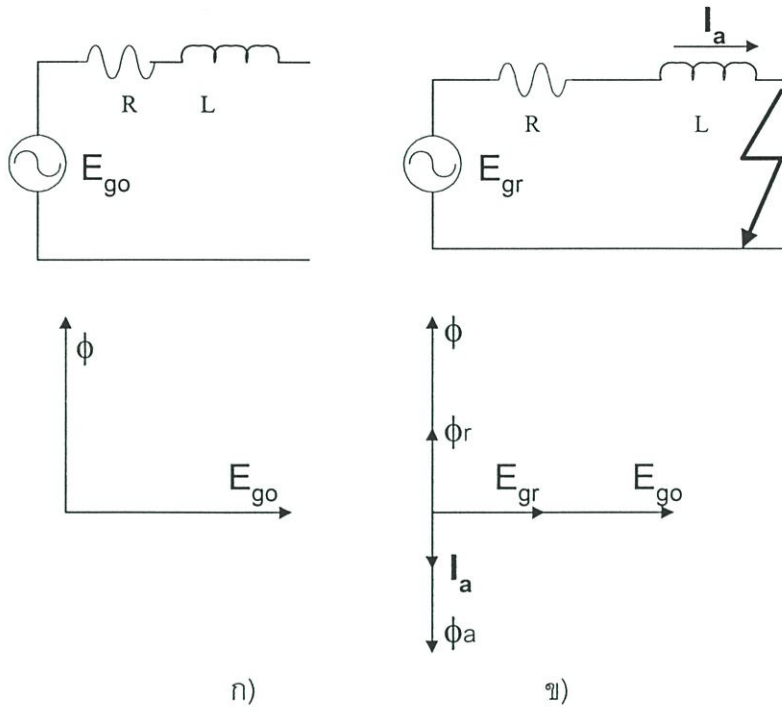 R L
E_go
I_a
R L
E_gr
ϕ
E_go
ϕ
ϕr
E_gr E_go
I_a
ϕa
ก) ข)